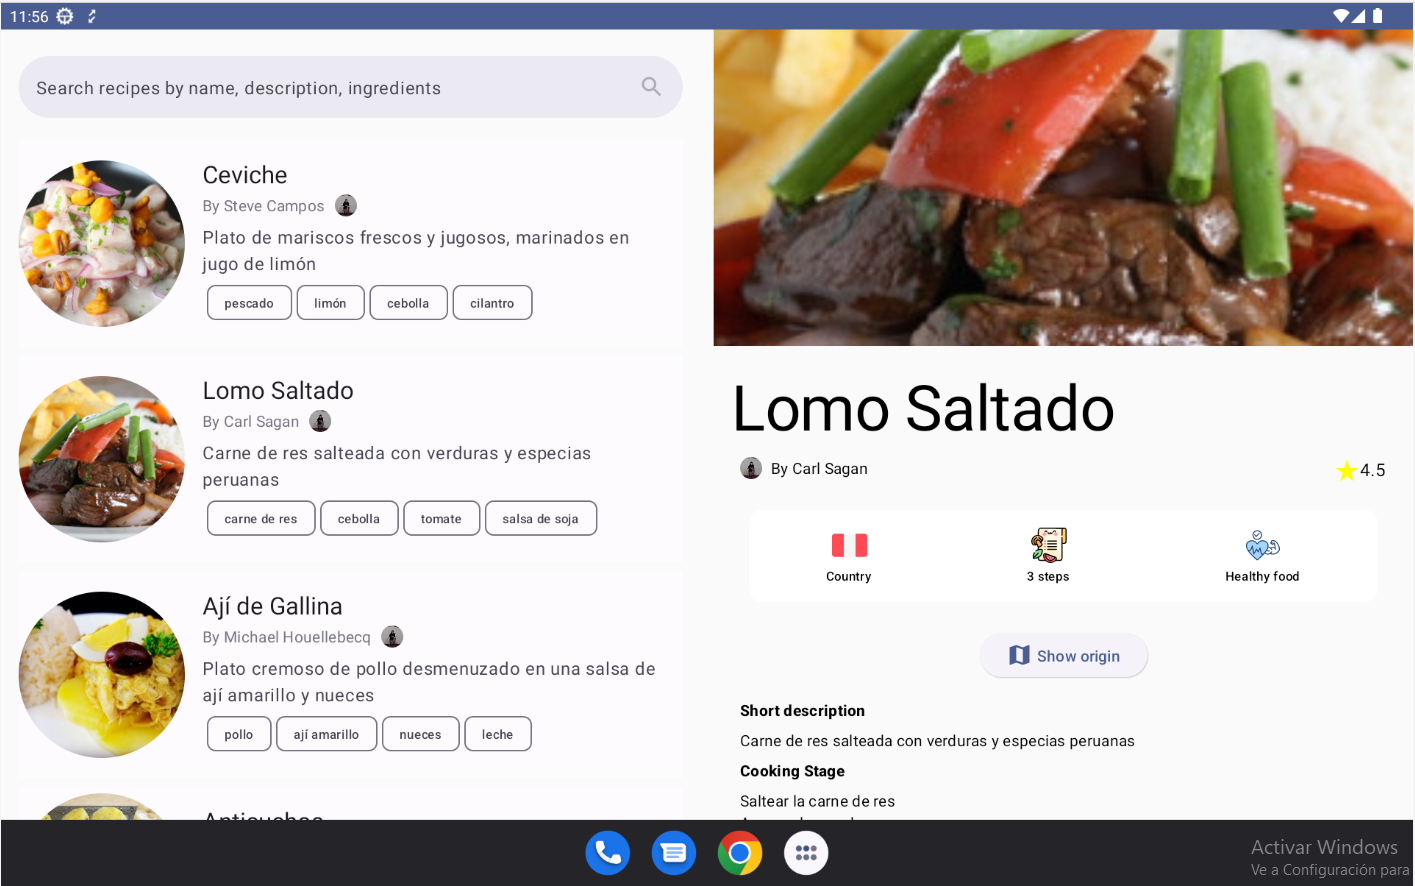 11:56
Search recipes by name, description, ingredients
Ceviche
By Steve Campos
Plato de mariscos frescos y jugosos, marinados en
jugo de limón
pescado limón cebolla cilantro
Lomo Saltado
By Carl Sagan
Carne de res salteada con verduras y especias
peruanas
carne de res cebolla tomate salsa de soja
Ají de Gallina
By Michael Houellebecq
Plato cremoso de pollo desmenuzado en una salsa de
ají amarillo y nueces
pollo ají amarillo nueces leche
Lomo Saltado
By Carl Sagan 4.5
Country 3 steps Healthy food
Show origin
Short description
Carne de res salteada con verduras y especias peruanas
Cooking Stage
Saltear la carne de res
Activar Windows
Ve a Configuración para